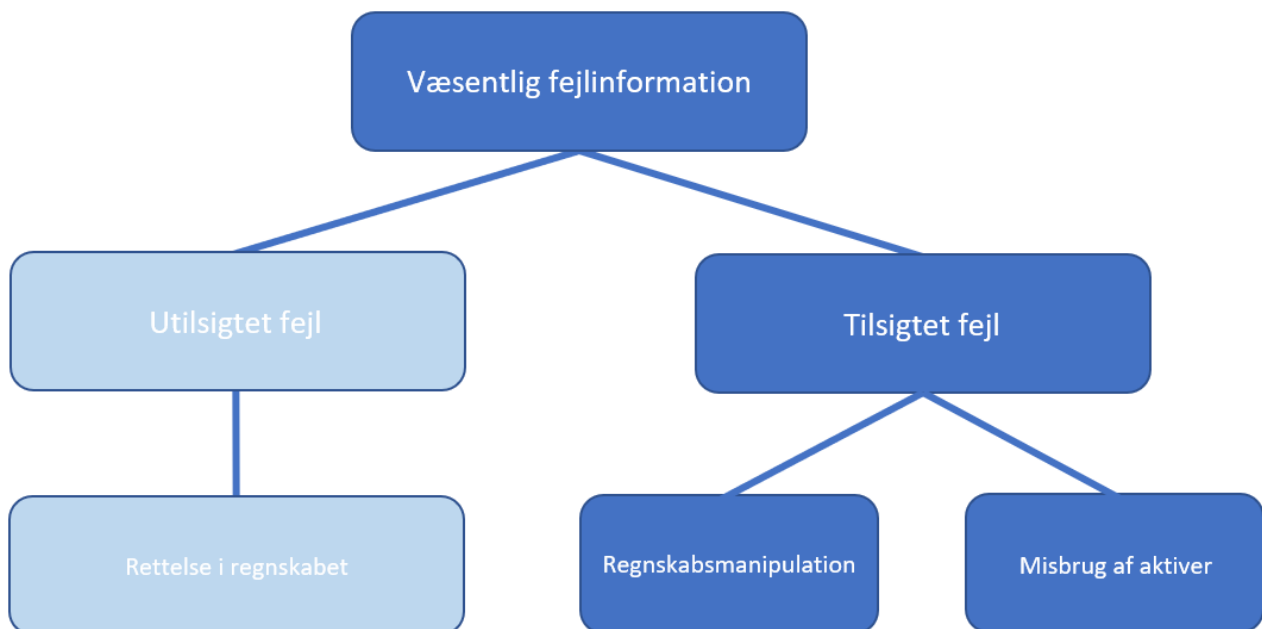 Væsentlig fejlinformation
Utilsigtet fejl
Tilsigtet fejl
Rettelse i regnskabet
Regnskabsmanipulation
Misbrug af aktiver